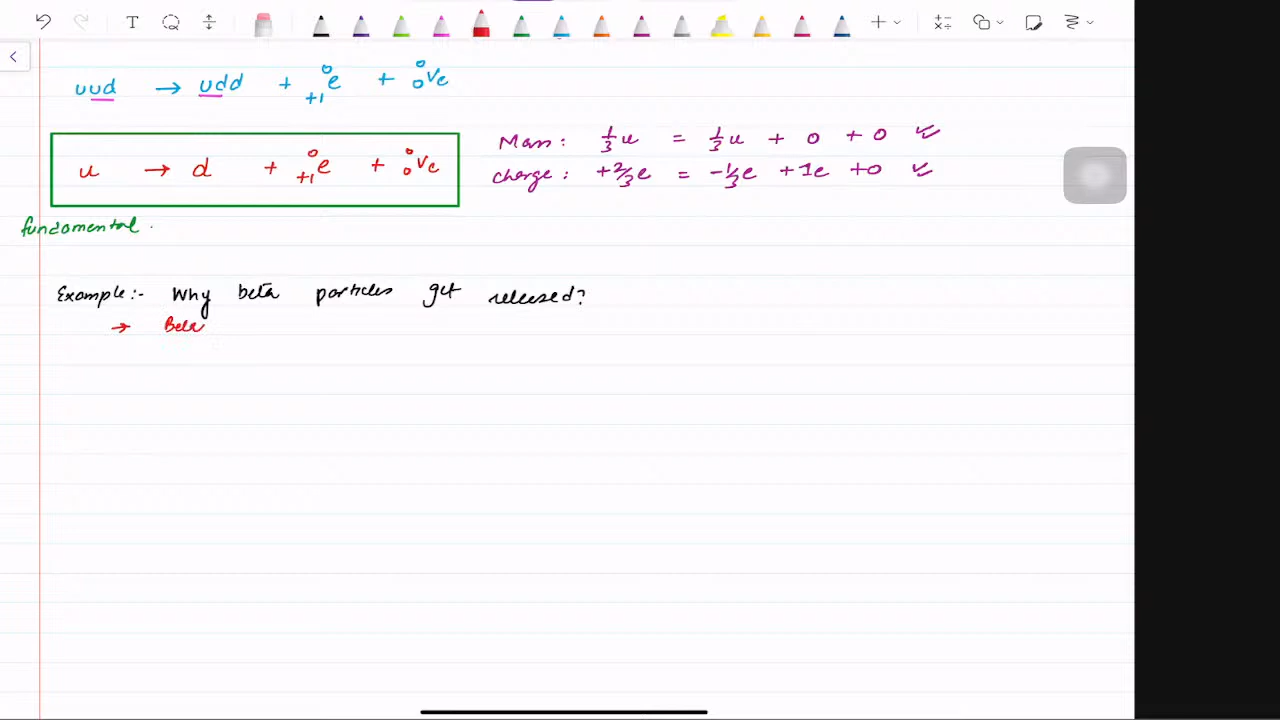 T
uud → udd + ⁰₊₁e + ⁰₀νe
u → d + ⁰₊₁e + ⁰₀νe
Mass: 1/3u = 1/3u + 0 + 0 ✓
charge: +2/3e = -1/3e +1e +0 ✓
fundamental.
Example:- Why beta particles get released?
→ Beta